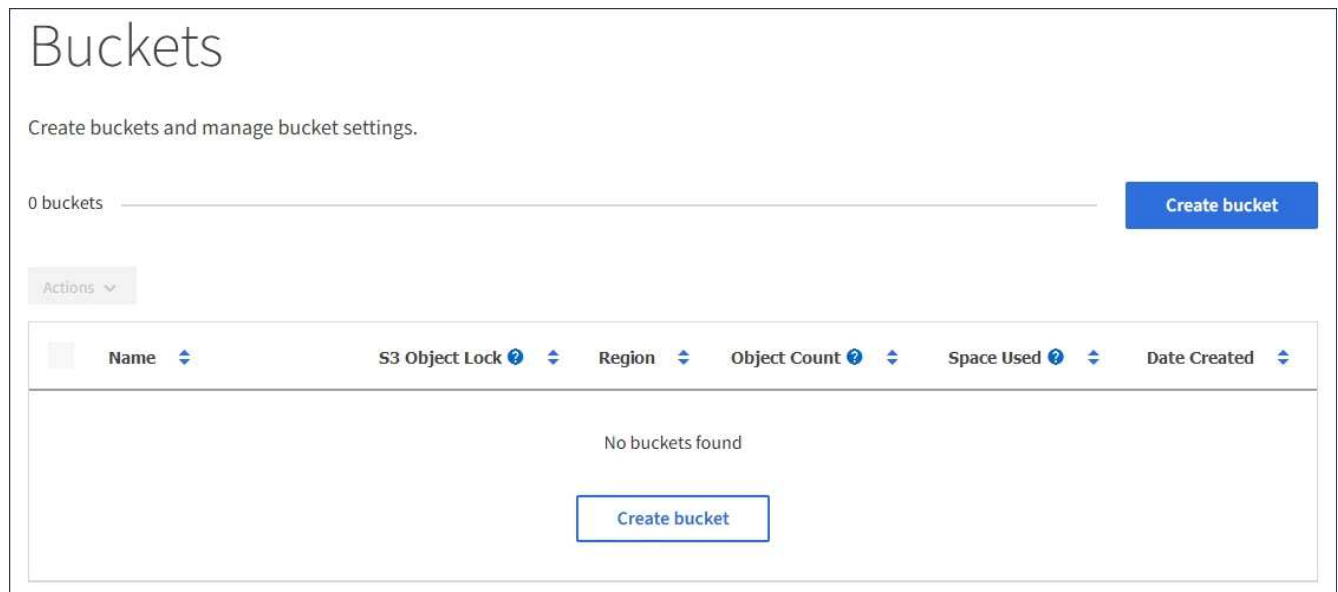 Buckets
Create buckets and manage bucket settings.
0 buckets
Create bucket
Actions
Name S3 Object Lock ? Region Object Count ? Space Used ? Date Created
No buckets found
Create bucket